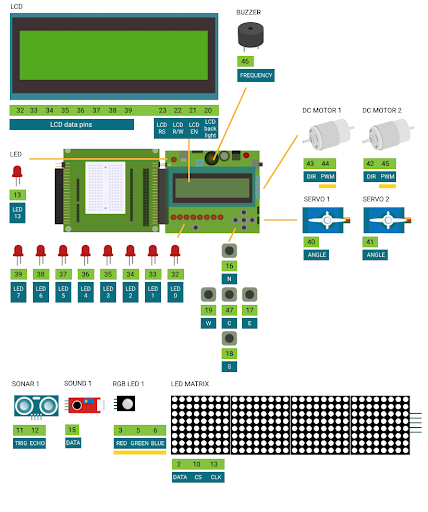 LCD
BUZZER
46
FREQUENCY
32 33 34 35 36 37 38 39 23 22 21 20
LCD data pins
LCD RS
LCD R/W
LCD EN
LCD back light
DC MOTOR 1 DC MOTOR 2
43 44 42 45
DIR PWM DIR PWM
LED
13
LED 13
SERVO 1 SERVO 2
40 41
ANGLE ANGLE
39 38 37 36 35 34 33 32
LED 7
LED 6
LED 5
LED 4
LED 3
LED 2
LED 1
LED 0
16
N
19 47 17
W C E
18
S
SONAR 1 SOUND 1 RGB LED 1 LED MATRIX
11 12 15 3 5 6
TRIG ECHO DATA RED GREEN BLUE
2 10 13
DATA CS CLK